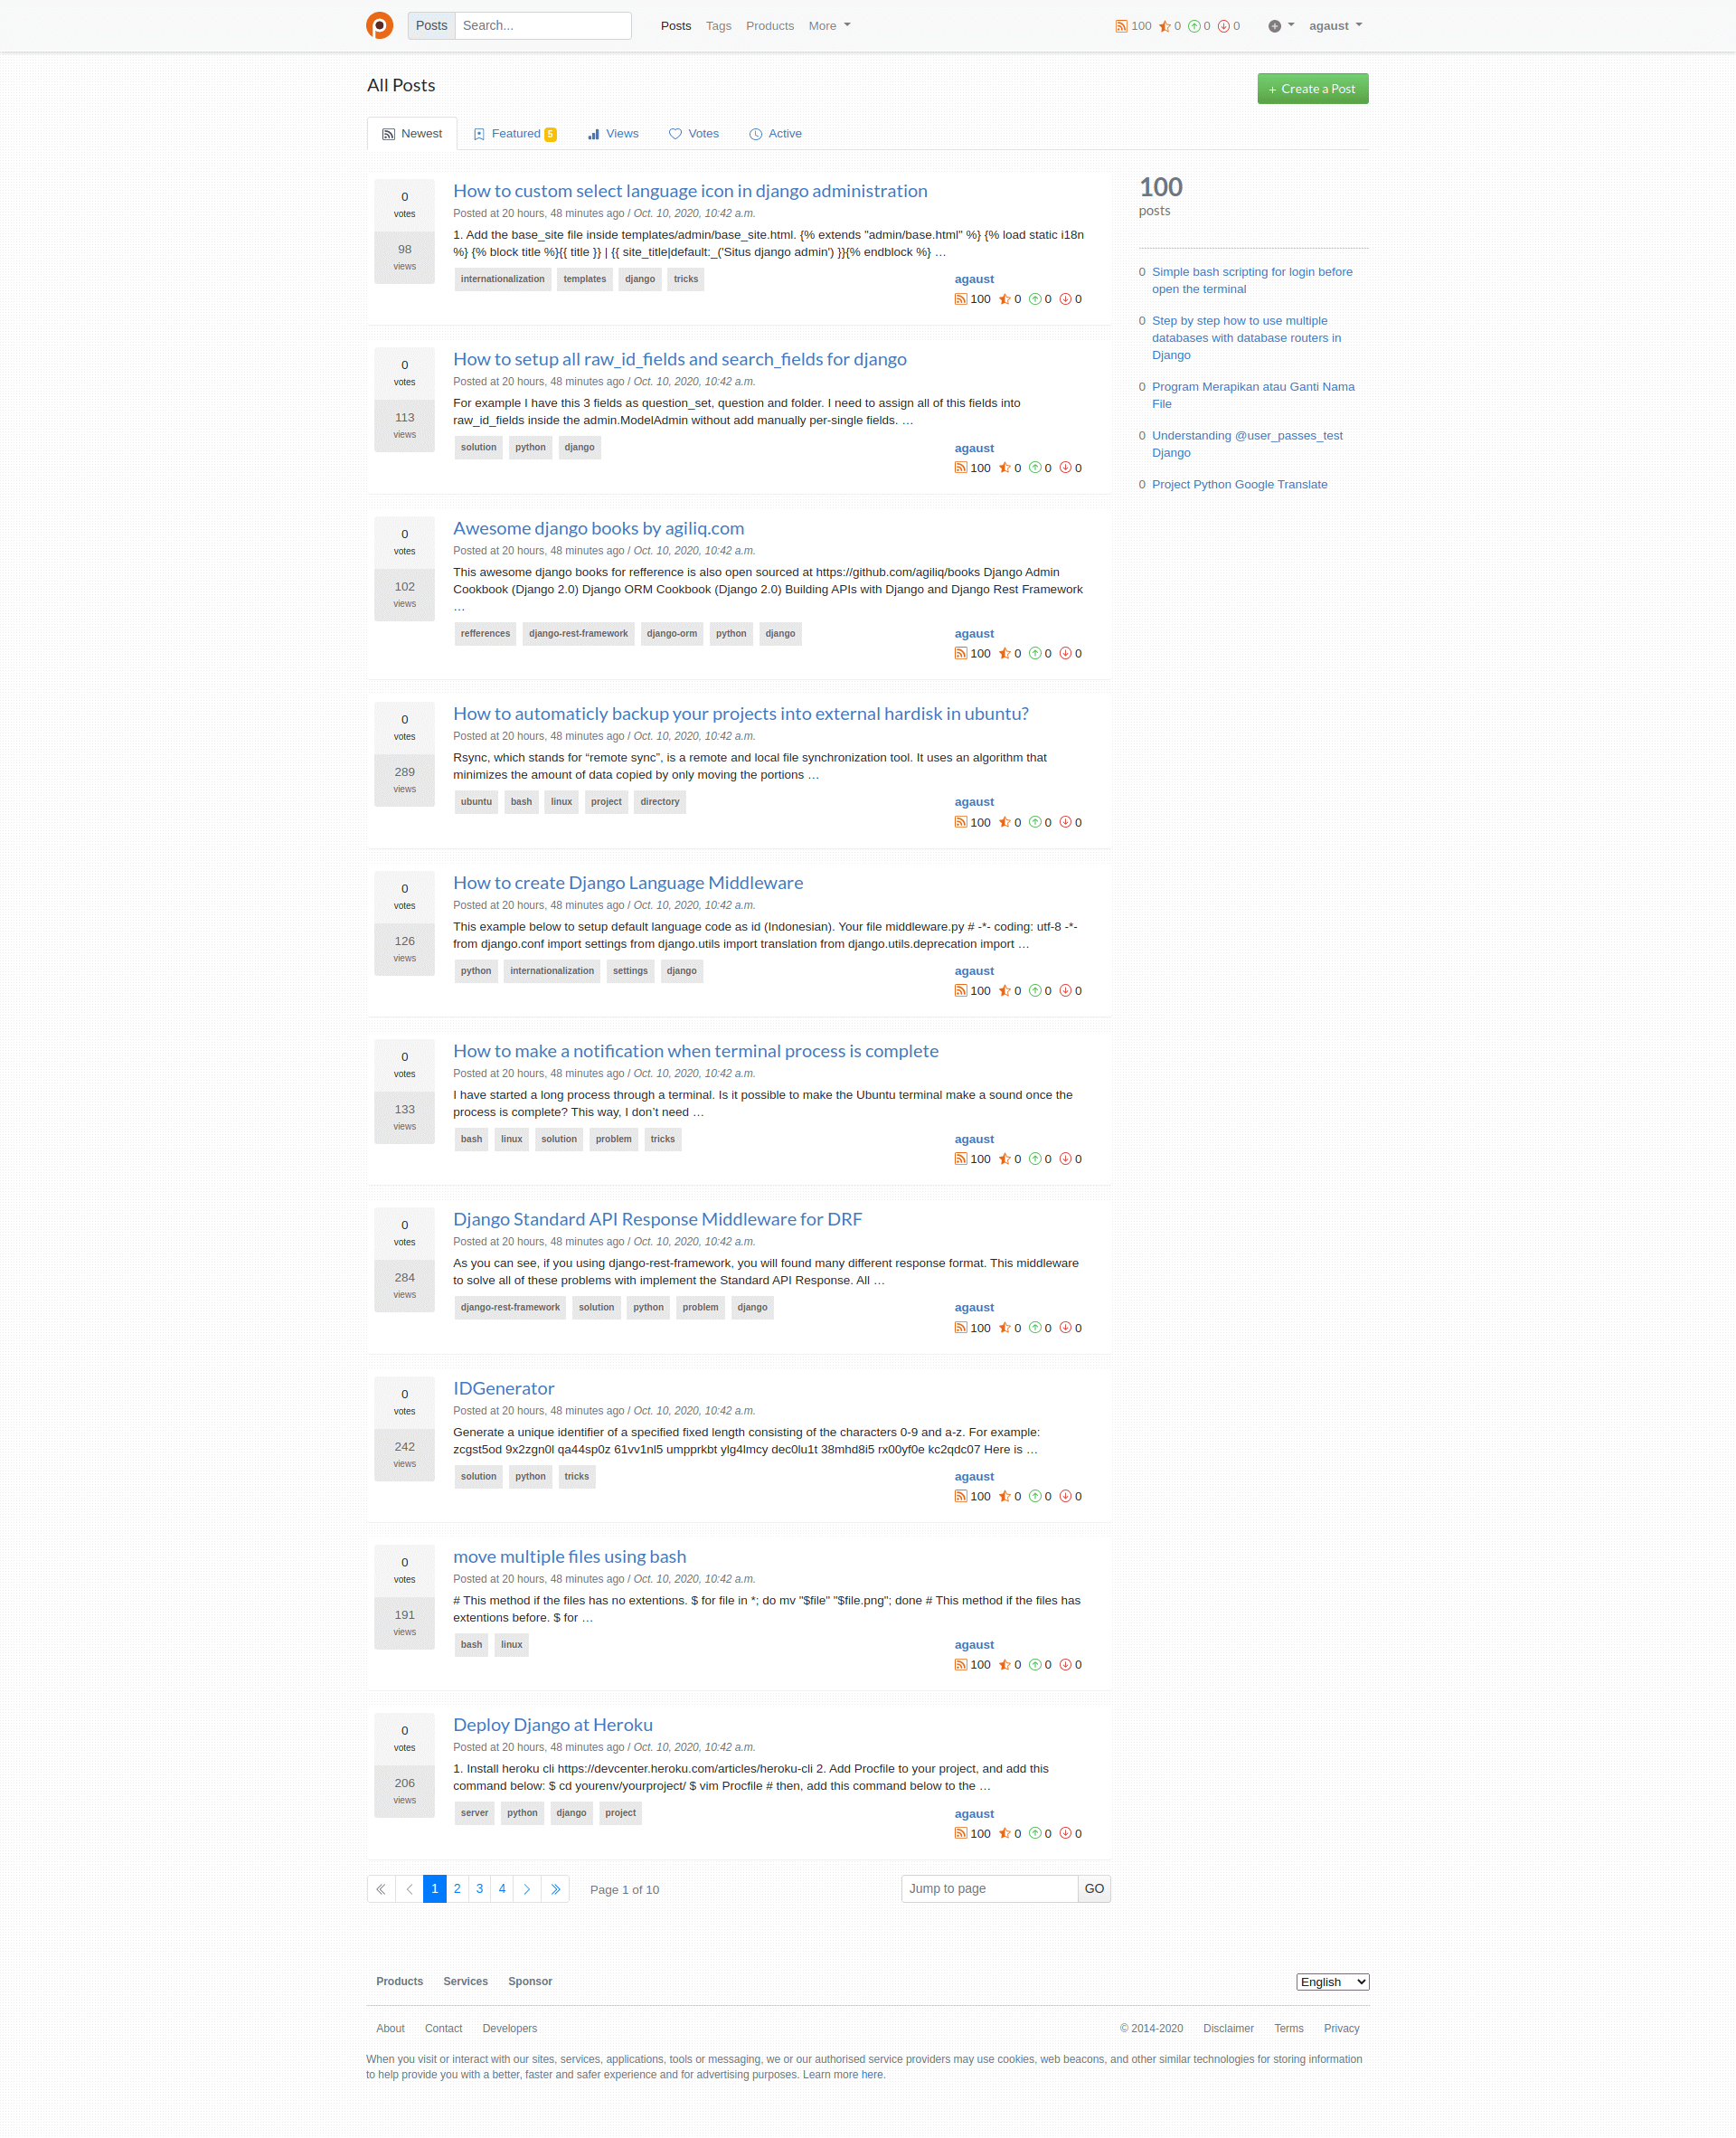 Posts Search... Posts Tags Products More 100 0 0 0 agaust
All Posts
+ Create a Post
Newest Featured 5 Views Votes Active
0
votes
98
views
How to custom select language icon in django administration
Posted at 20 hours, 48 minutes ago / Oct. 10, 2020, 10:42 a.m.
1. Add the base_site file inside templates/admin/base_site.html. {% extends "admin/base.html" %} {% load static i18n
%} {% block title %}{{ title }} | {{ site_title|default:_('Situs django admin') }}{% endblock %} …
internationalization templates django tricks
agaust
100 0 0 0
0
votes
113
views
How to setup all raw_id_fields and search_fields for django
Posted at 20 hours, 48 minutes ago / Oct. 10, 2020, 10:42 a.m.
For example I have this 3 fields as question_set, question and folder. I need to assign all of this fields into
raw_id_fields inside the admin.ModelAdmin without add manually per-single fields. …
solution python django
agaust
100 0 0 0
0
votes
102
views
Awesome django books by agiliq.com
Posted at 20 hours, 48 minutes ago / Oct. 10, 2020, 10:42 a.m.
This awesome django books for refference is also open sourced at https://github.com/agiliq/books Django Admin
Cookbook (Django 2.0) Django ORM Cookbook (Django 2.0) Building APIs with Django and Django Rest Framework
…
refferences django-rest-framework django-orm python django
agaust
100 0 0 0
0
votes
289
views
How to automaticly backup your projects into external hardisk in ubuntu?
Posted at 20 hours, 48 minutes ago / Oct. 10, 2020, 10:42 a.m.
Rsync, which stands for “remote sync”, is a remote and local file synchronization tool. It uses an algorithm that
minimizes the amount of data copied by only moving the portions …
ubuntu bash linux project directory
agaust
100 0 0 0
0
votes
126
views
How to create Django Language Middleware
Posted at 20 hours, 48 minutes ago / Oct. 10, 2020, 10:42 a.m.
This example below to setup default language code as id (Indonesian). Your file middleware.py # -*- coding: utf-8 -*-
from django.conf import settings from django.utils import translation from django.utils.deprecation import …
python internationalization settings django
agaust
100 0 0 0
0
votes
133
views
How to make a notification when terminal process is complete
Posted at 20 hours, 48 minutes ago / Oct. 10, 2020, 10:42 a.m.
I have started a long process through a terminal. Is it possible to make the Ubuntu terminal make a sound once the
process is complete? This way, I don’t need …
bash linux solution problem tricks
agaust
100 0 0 0
0
votes
284
views
Django Standard API Response Middleware for DRF
Posted at 20 hours, 48 minutes ago / Oct. 10, 2020, 10:42 a.m.
As you can see, if you using django-rest-framework, you will found many different response format. This middleware
to solve all of these problems with implement the Standard API Response. All …
django-rest-framework solution python problem django
agaust
100 0 0 0
0
votes
242
views
IDGenerator
Posted at 20 hours, 48 minutes ago / Oct. 10, 2020, 10:42 a.m.
Generate a unique identifier of a specified fixed length consisting of the characters 0-9 and a-z. For example:
zcgst5od 9x2zgn0l qa44sp0z 61vv1nl5 umpprkbt ylg4lmcy dec0lu1t 38mhd8i5 rx00yf0e kc2qdc07 Here is …
solution python tricks
agaust
100 0 0 0
0
votes
191
views
move multiple files using bash
Posted at 20 hours, 48 minutes ago / Oct. 10, 2020, 10:42 a.m.
# This method if the files has no extentions. $ for file in *; do mv "$file" "$file.png"; done # This method if the files has
extentions before. $ for …
bash linux
agaust
100 0 0 0
0
votes
206
views
Deploy Django at Heroku
Posted at 20 hours, 48 minutes ago / Oct. 10, 2020, 10:42 a.m.
1. Install heroku cli https://devcenter.heroku.com/articles/heroku-cli 2. Add Procfile to your project, and add this
command below: $ cd yourenv/yourproject/ $ vim Procfile # then, add this command below to the …
server python django project
agaust
100 0 0 0
1 2 3 4 Page 1 of 10 Jump to page GO
100
posts
0 Simple bash scripting for login before
open the terminal
0 Step by step how to use multiple
databases with database routers in
Django
0 Program Merapikan atau Ganti Nama
File
0 Understanding @user_passes_test
Django
0 Project Python Google Translate
Products Services Sponsor English
About Contact Developers © 2014-2020 Disclaimer Terms Privacy
When you visit or interact with our sites, services, applications, tools or messaging, we or our authorised service providers may use cookies, web beacons, and other similar technologies for storing information
to help provide you with a better, faster and safer experience and for advertising purposes. Learn more here.